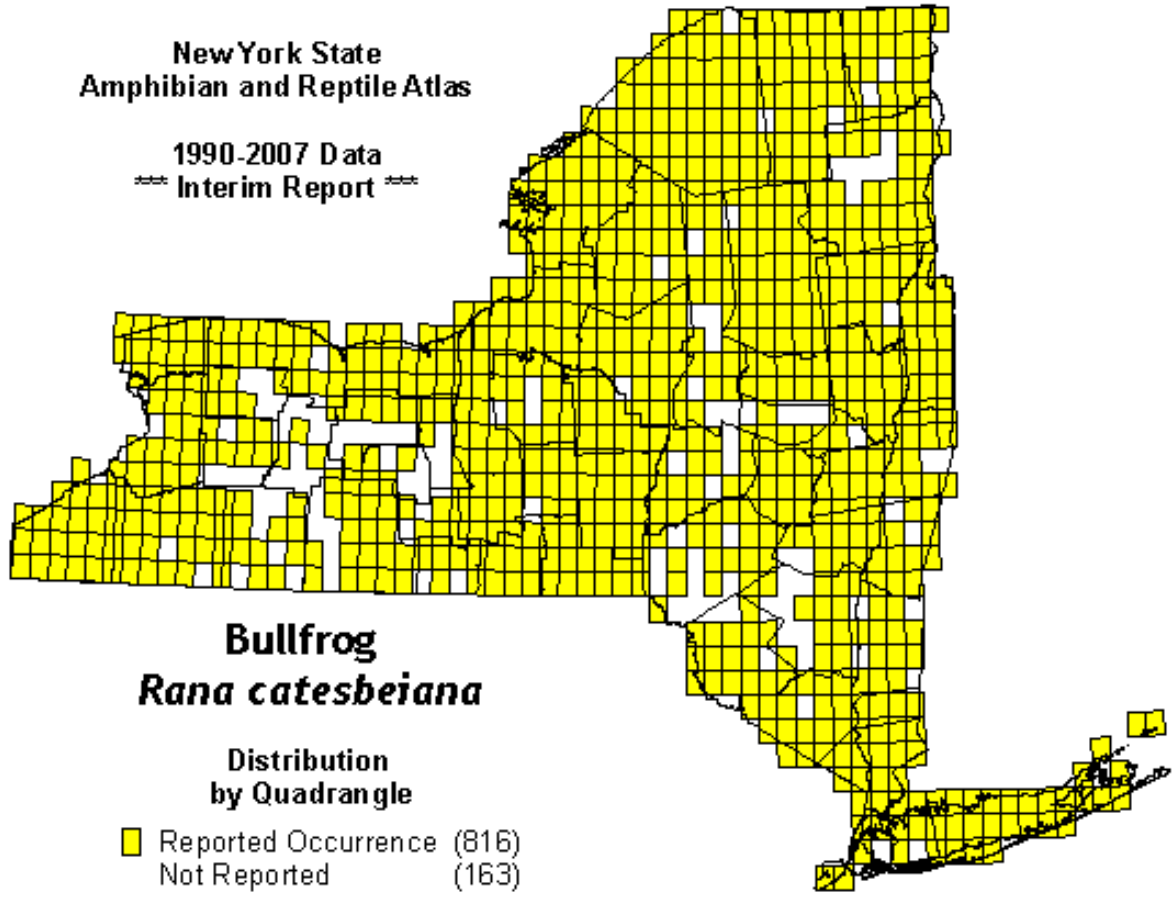 New York State
Amphibian and Reptile Atlas
1990-2007 Data
*** Interim Report ***
Bullfrog
Rana catesbeiana
Distribution
by Quadrangle
Reported Occurrence (816)
Not Reported (163)